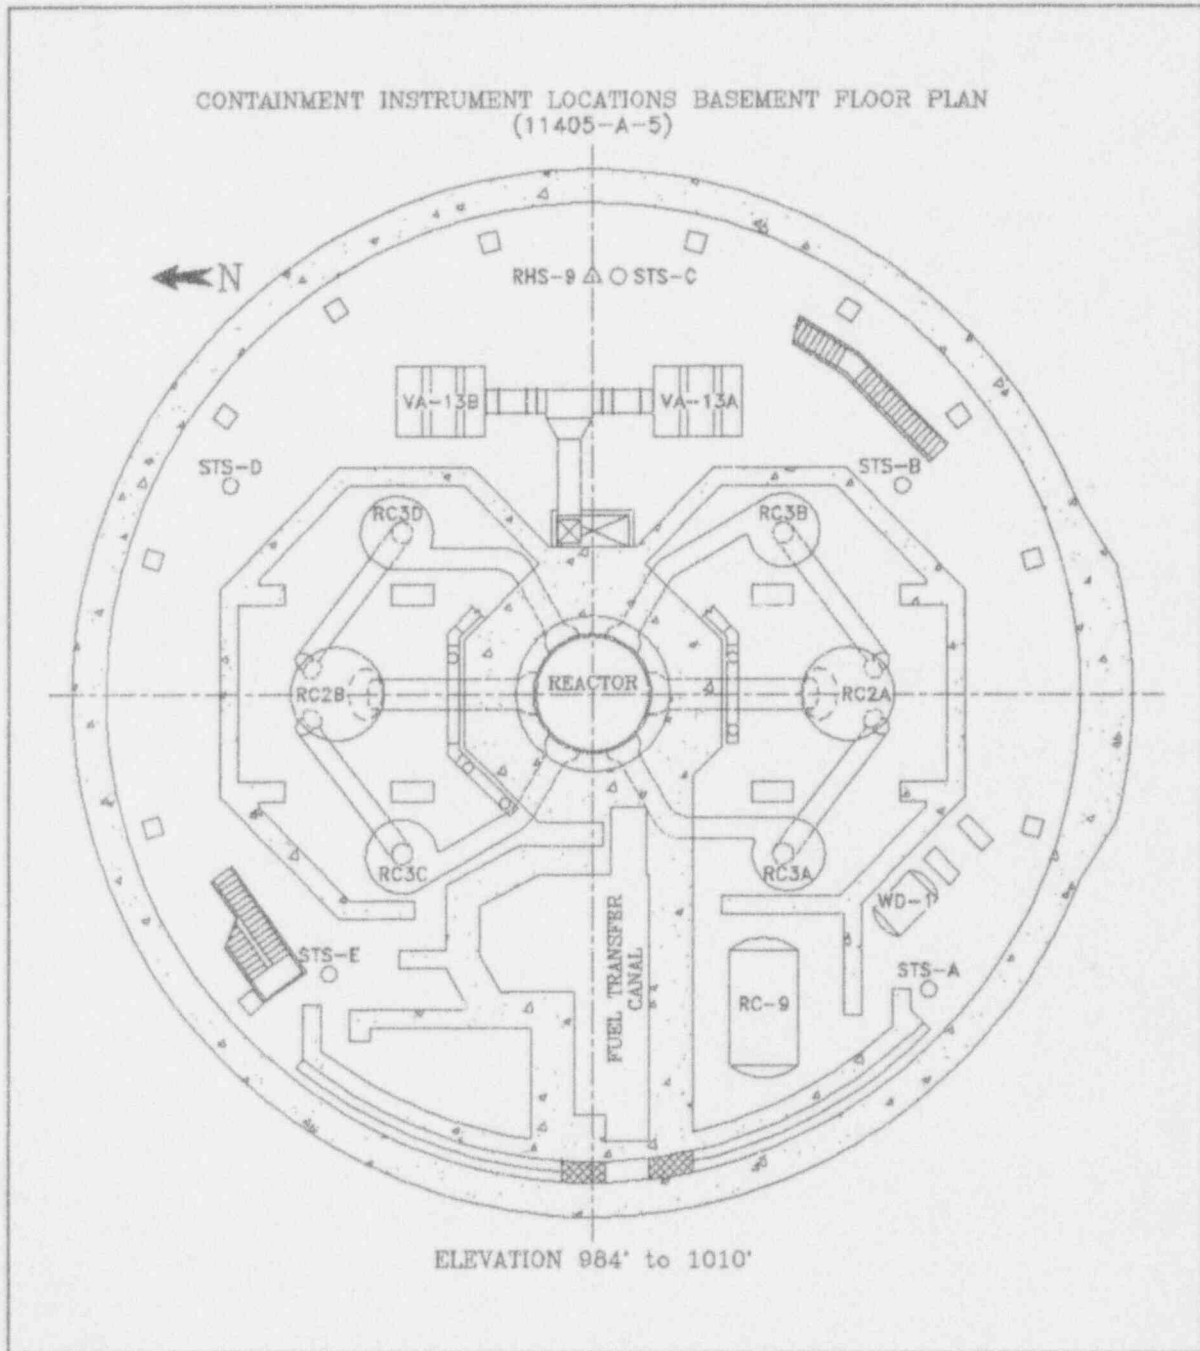 CONTAINMENT INSTRUMENT LOCATIONS BASEMENT FLOOR PLAN
(11405-A-5)
N
RHS-9
STS-C
VA-13B
VA-13A
STS-D
STS-B
RC3D
RC3B
REACTOR
RC2B
RC2A
RC3C
RC3A
WD-1
STS-E
STS-A
FUEL TRANSFER
CANAL
RC-9
ELEVATION 984' to 1010'